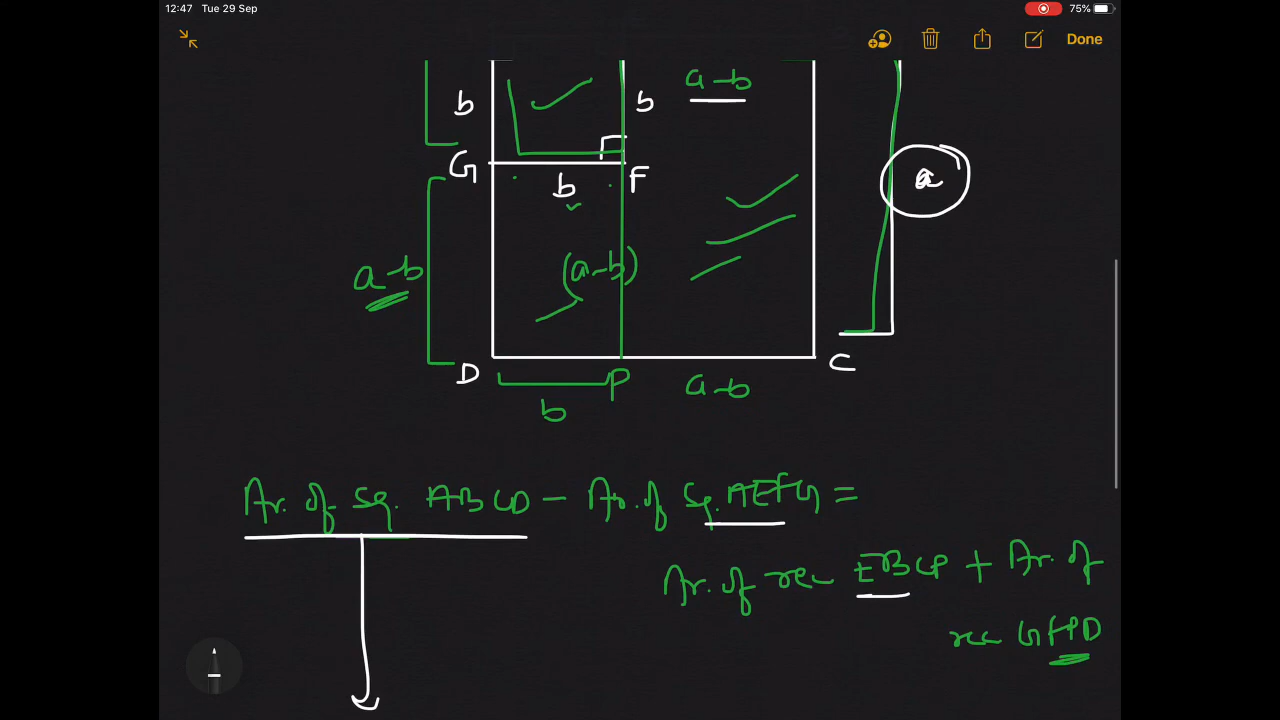 12:47 Tue 29 Sep 75%
Done
a-b
b b
G F
b
a
(a-b)
a-b
D P C
b a-b
Ar. of Sq. ABCD - Ar. of Sq. AEFG =
Ar. of rec EBCP + Ar. of
rec GFPD